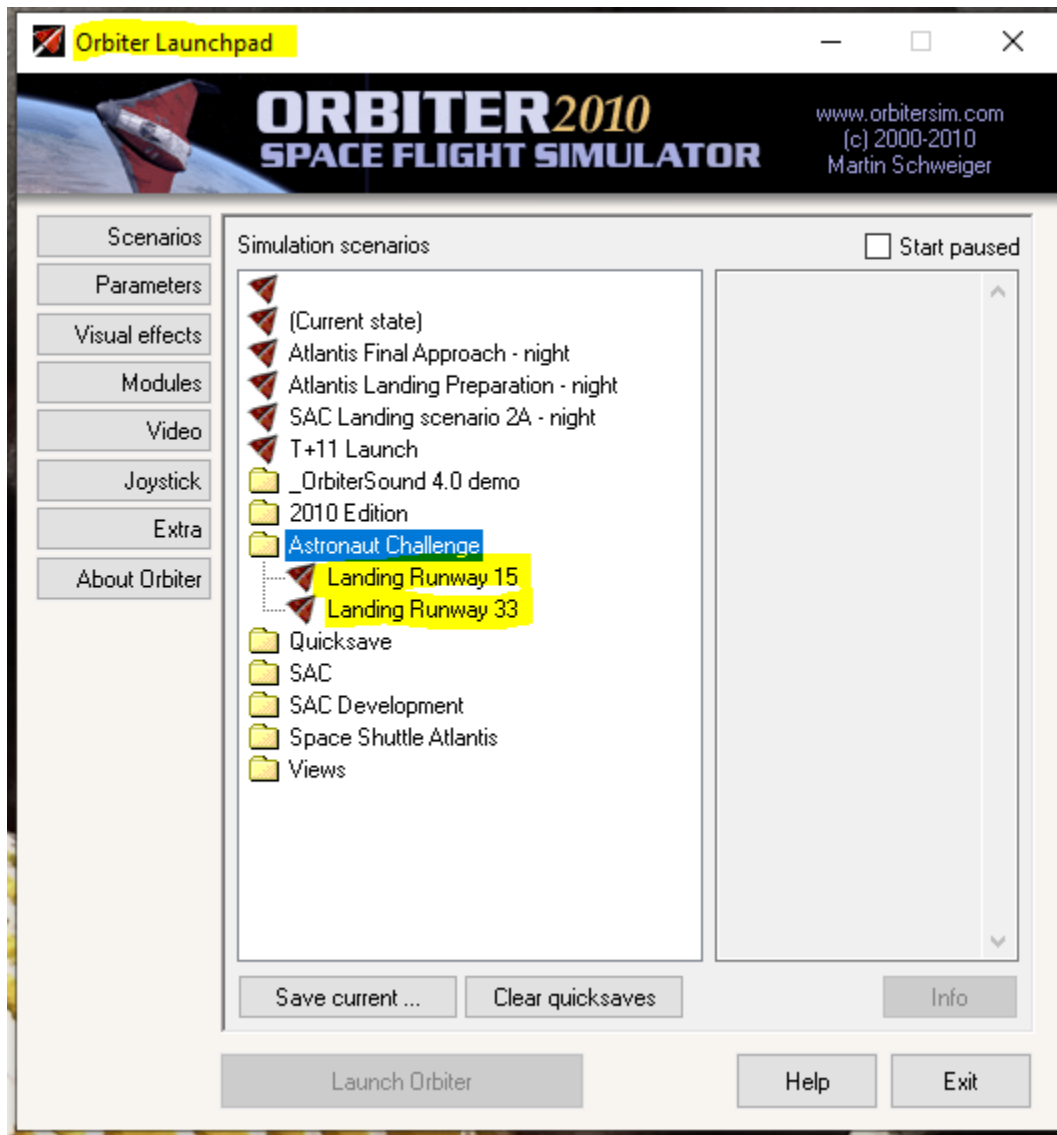 Orbiter Launchpad
ORBITER2010
SPACE FLIGHT SIMULATOR
www.orbitersim.com
(c) 2000-2010
Martin Schweiger
Scenarios
Parameters
Visual effects
Modules
Video
Joystick
Extra
About Orbiter
Simulation scenarios
Start paused
(Current state)
Atlantis Final Approach - night
Atlantis Landing Preparation - night
SAC Landing scenario 2A - night
T+11 Launch
_OrbiterSound 4.0 demo
2010 Edition
Astronaut Challenge
Landing Runway 15
Landing Runway 33
Quicksave
SAC
SAC Development
Space Shuttle Atlantis
Views
Save current ...
Clear quicksaves
Info
Launch Orbiter
Help
Exit